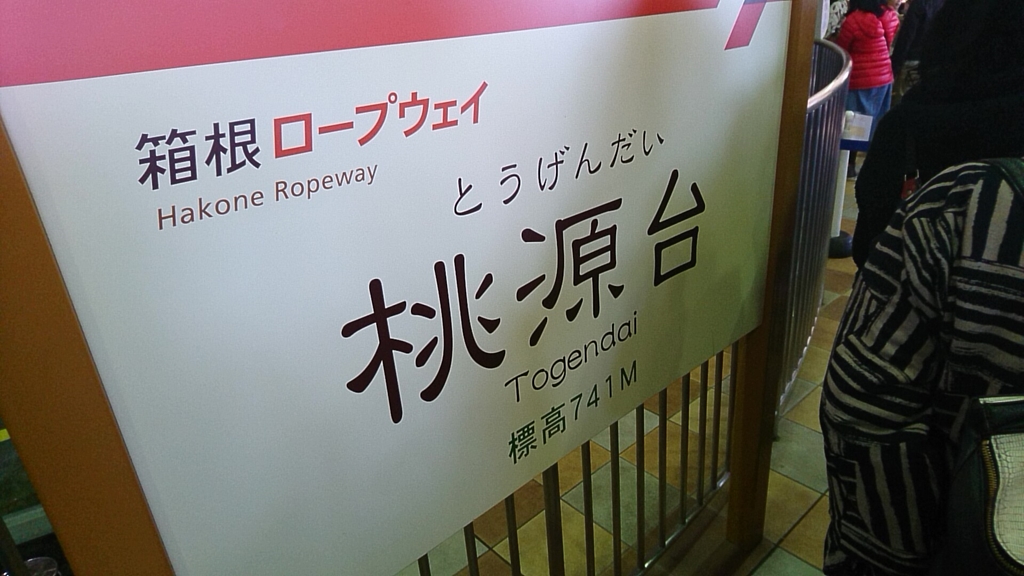 箱根ロープウェイ
Hakone Ropeway
とうげんだい
桃源台
Togendai
標高741M